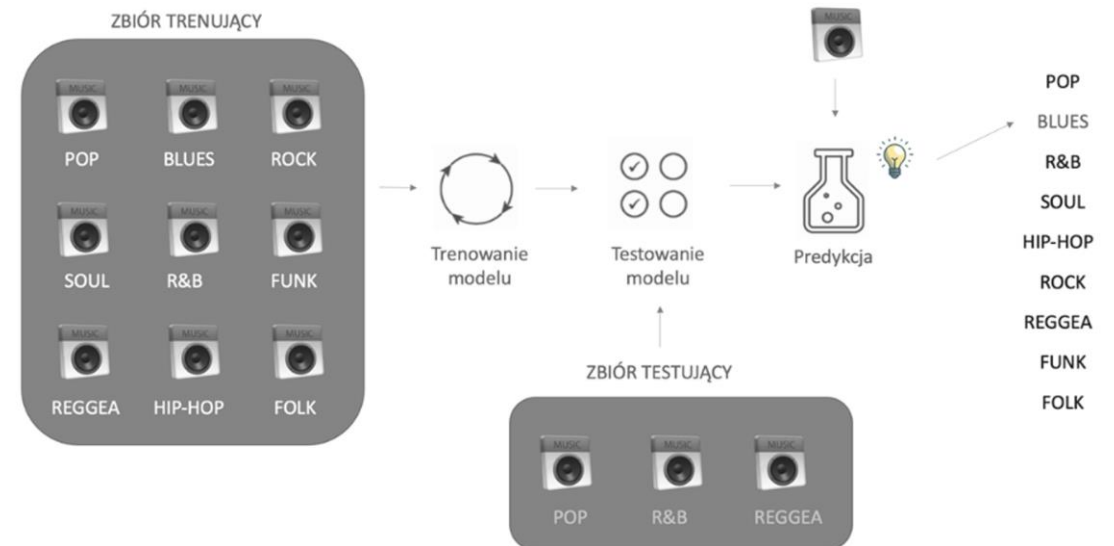 ZBIÓR TRENUJĄCY
MUSIC MUSIC MUSIC
POP BLUES ROCK
MUSIC MUSIC MUSIC
SOUL R&B FUNK
MUSIC MUSIC MUSIC
REGGEA HIP-HOP FOLK
Trenowanie
modelu
Testowanie
modelu
ZBIÓR TESTUJĄCY
MUSIC MUSIC MUSIC
POP R&B REGGEA
MUSIC
Predykcja
POP
BLUES
R&B
SOUL
HIP-HOP
ROCK
REGGEA
FUNK
FOLK